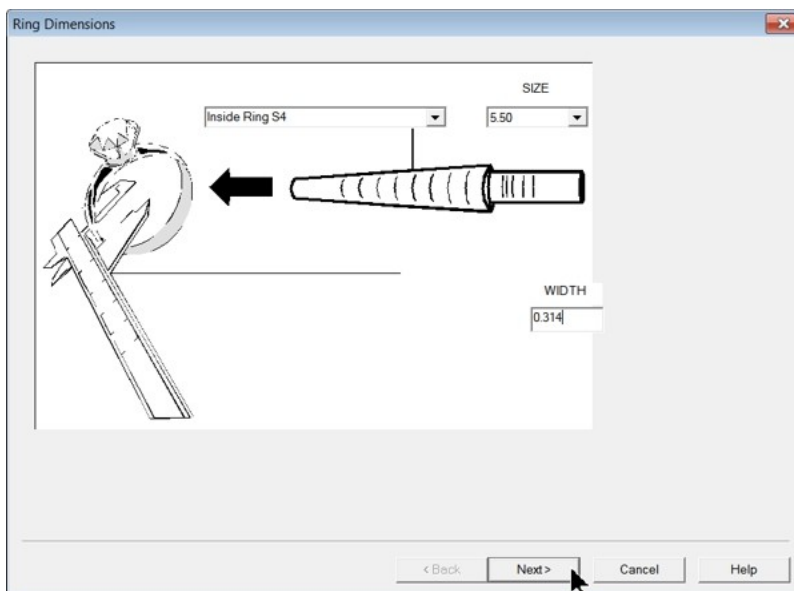 Ring Dimensions
SIZE
Inside Ring S4 5.50
WIDTH
0.314
< Back Next> Cancel Help